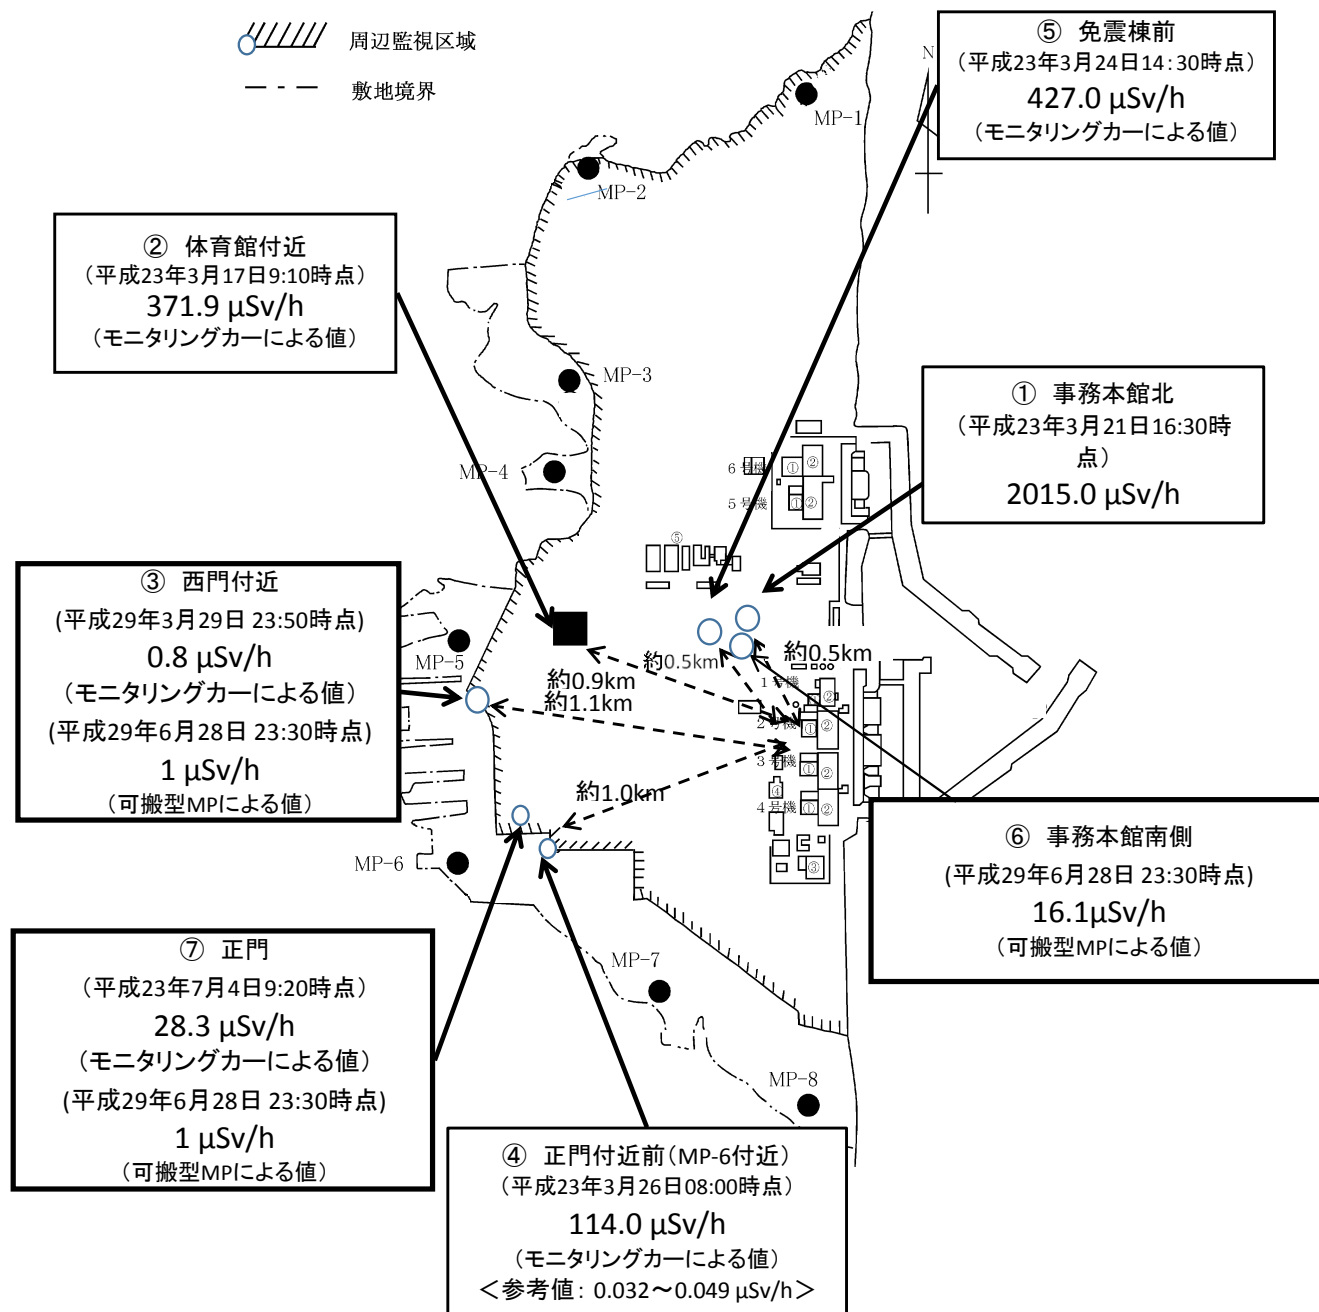 周辺監視区域
敷地境界
⑤ 免震棟前
（平成23年3月24日14：30時点）
427.0 μSv/h
（モニタリングカーによる値）
N
MP-1
MP-2
② 体育館付近
（平成23年3月17日9:10時点）
371.9 μSv/h
（モニタリングカーによる値）
MP-3
① 事務本館北
（平成23年3月21日16:30時
点）
2015.0 μSv/h
MP-4
６号機
① ②
５号機
① ②
⑤
③ 西門付近
(平成29年3月29日 23:50時点)
0.8 μSv/h
（モニタリングカーによる値）
(平成29年6月28日 23:30時点)
1 μSv/h
（可搬型MPによる値）
MP-5
約0.5km
約0.5km
約0.9km
約1.1km
１号機
②
２号機
① ②
３号機
① ②
④
４号機
① ②
③
約1.0km
MP-6
⑥ 事務本館南側
(平成29年6月28日 23:30時点)
16.1μSv/h
（可搬型MPによる値）
⑦ 正門
（平成23年7月4日9:20時点）
28.3 μSv/h
（モニタリングカーによる値）
(平成29年6月28日 23:30時点)
1 μSv/h
（可搬型MPによる値）
MP-7
MP-8
④ 正門付近前（MP-6付近）
（平成23年3月26日08:00時点）
114.0 μSv/h
（モニタリングカーによる値）
＜参考値： 0.032～0.049 μSv/h＞